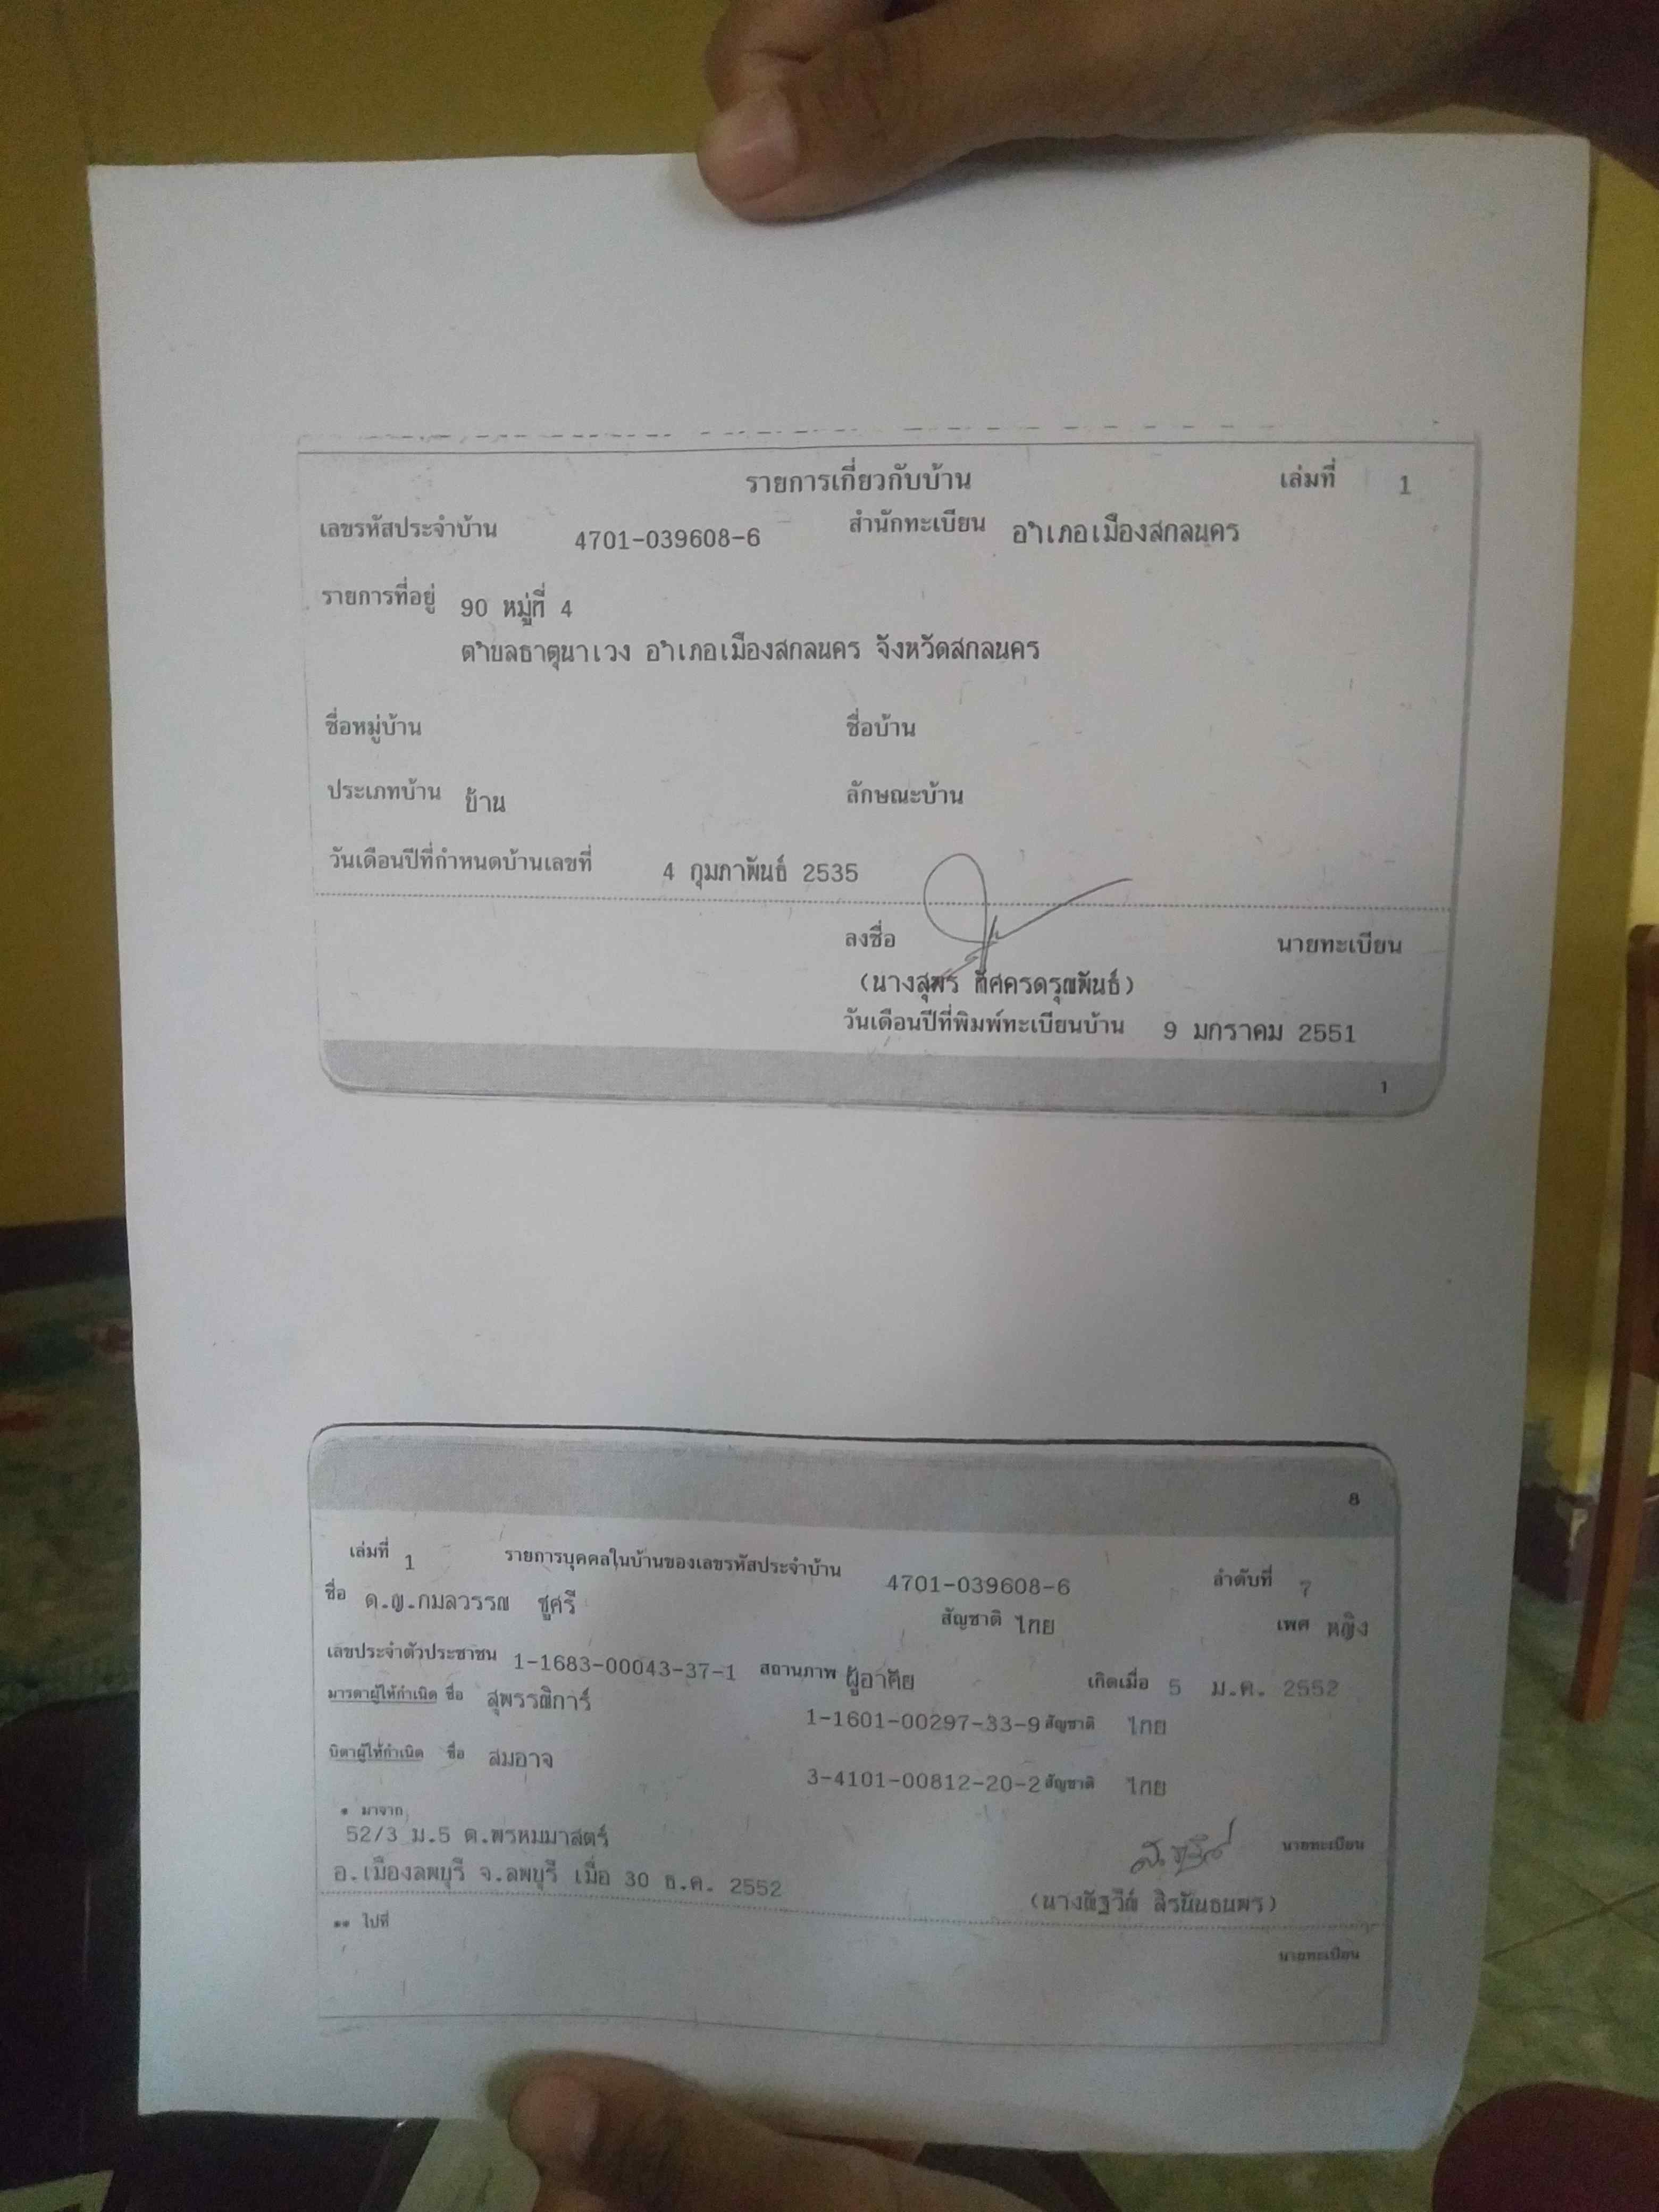 รายการเกี่ยวกับบ้าน เล่มที่ 1
เลขรหัสประจำบ้าน 4701-039608-6 สำนักทะเบียน อำเภอเมืองสกลนคร
รายการที่อยู่ 90 หมู่ที่ 4
ตำบลธาตุนาเวง อำเภอเมืองสกลนคร จังหวัดสกลนคร
ชื่อหมู่บ้าน ชื่อบ้าน
ประเภทบ้าน บ้าน ลักษณะบ้าน
วันเดือนปีที่กำหนดบ้านเลขที่ 4 กุมภาพันธ์ 2535
ลงชื่อ นายทะเบียน
(นางสุพร ทัศครดรุณพันธ์)
วันเดือนปีที่พิมพ์ทะเบียนบ้าน 9 มกราคม 2551
1
8
เล่มที่ 1 รายการบุคคลในบ้านของเลขรหัสประจำบ้าน 4701-039608-6 ลำดับที่ 7
ชื่อ ด.ญ.กมลวรรณ ชูศรี สัญชาติ ไทย เพศ หญิง
เลขประจำตัวประชาชน 1-1683-00043-37-1 สถานภาพ ผู้อาศัย เกิดเมื่อ 5 ม.ค. 2552
มารดาผู้ให้กำเนิด ชื่อ สุพรรณิการ์ 1-1601-00297-33-9 สัญชาติ ไทย
บิดาผู้ให้กำเนิด ชื่อ สมอาจ 3-4101-00812-20-2 สัญชาติ ไทย
* มาจาก
52/3 ม.5 ต.พรหมมาสตร์ นายทะเบียน
อ.เมืองลพบุรี จ.ลพบุรี เมื่อ 30 ธ.ค. 2552
(นางณัฐวีณ์ สิรนันธนพร)
** ไปที่
นายทะเบียน